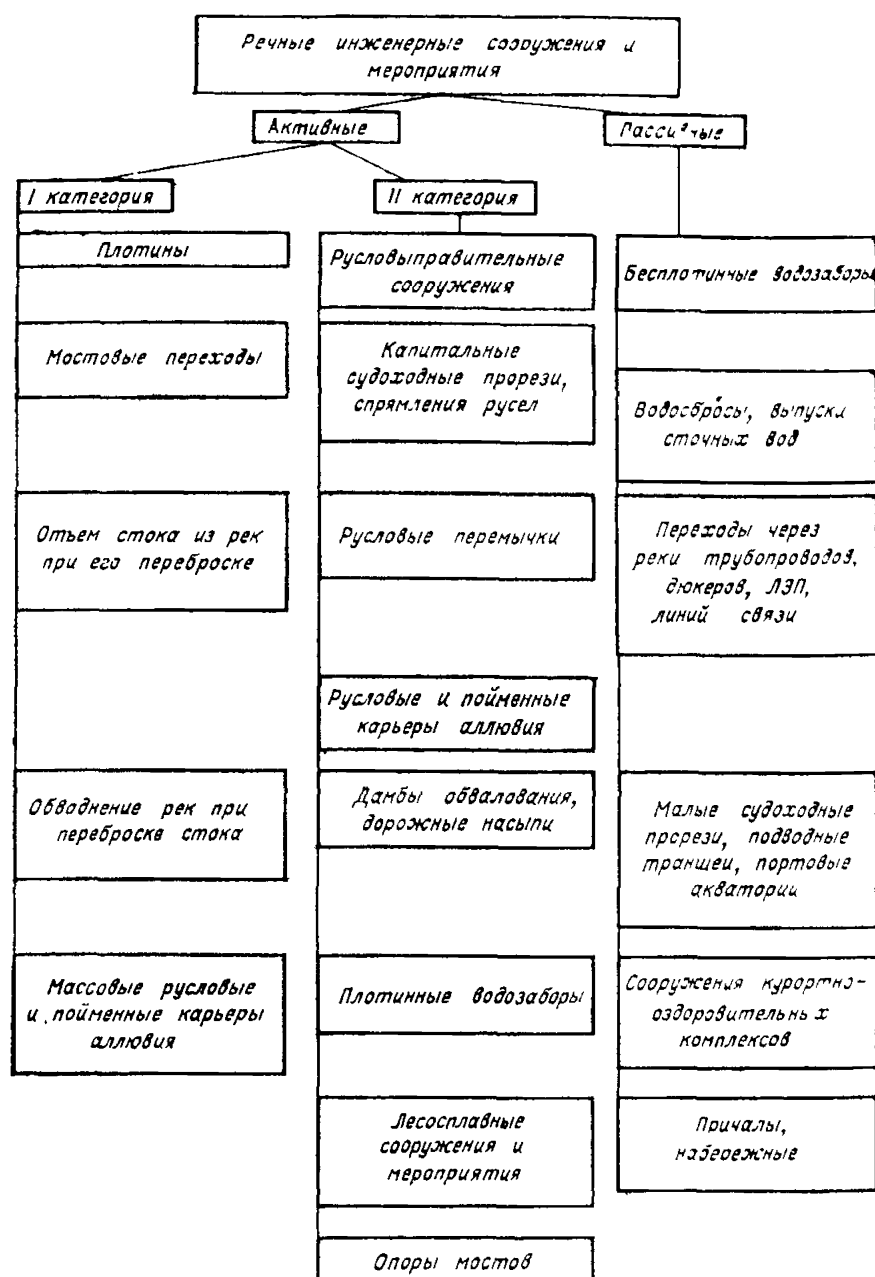 Речные инженерные сооружения и
мероприятия
Активные
Пассивные
I категория
II категория
Плотины
Мостовые переходы
Отъем стока из рек
при его переброске
Обводнение рек при
переброске стока
Массовые русловые
и пойменные карьеры
аллювия
Русловыправительные
сооружения
Капитальные
судоходные прорези,
спрямления русел
Русловые перемычки
Русловые и пойменные
карьеры аллювия
Дамбы обвалования,
дорожные насыпи
Плотинные водозаборы
Лесосплавные
сооружения и
мероприятия
Опоры мостов
Бесплотинные водозаборы
Водосбросы, выпуски
сточных вод
Переходы через
реки трубопроводов,
дюкеров, ЛЭП,
линий связи
Малые судоходные
прорези, подводные
траншеи, портовые
акватории
Сооружения курортно-
оздоровительных
комплексов
Причалы,
набережные